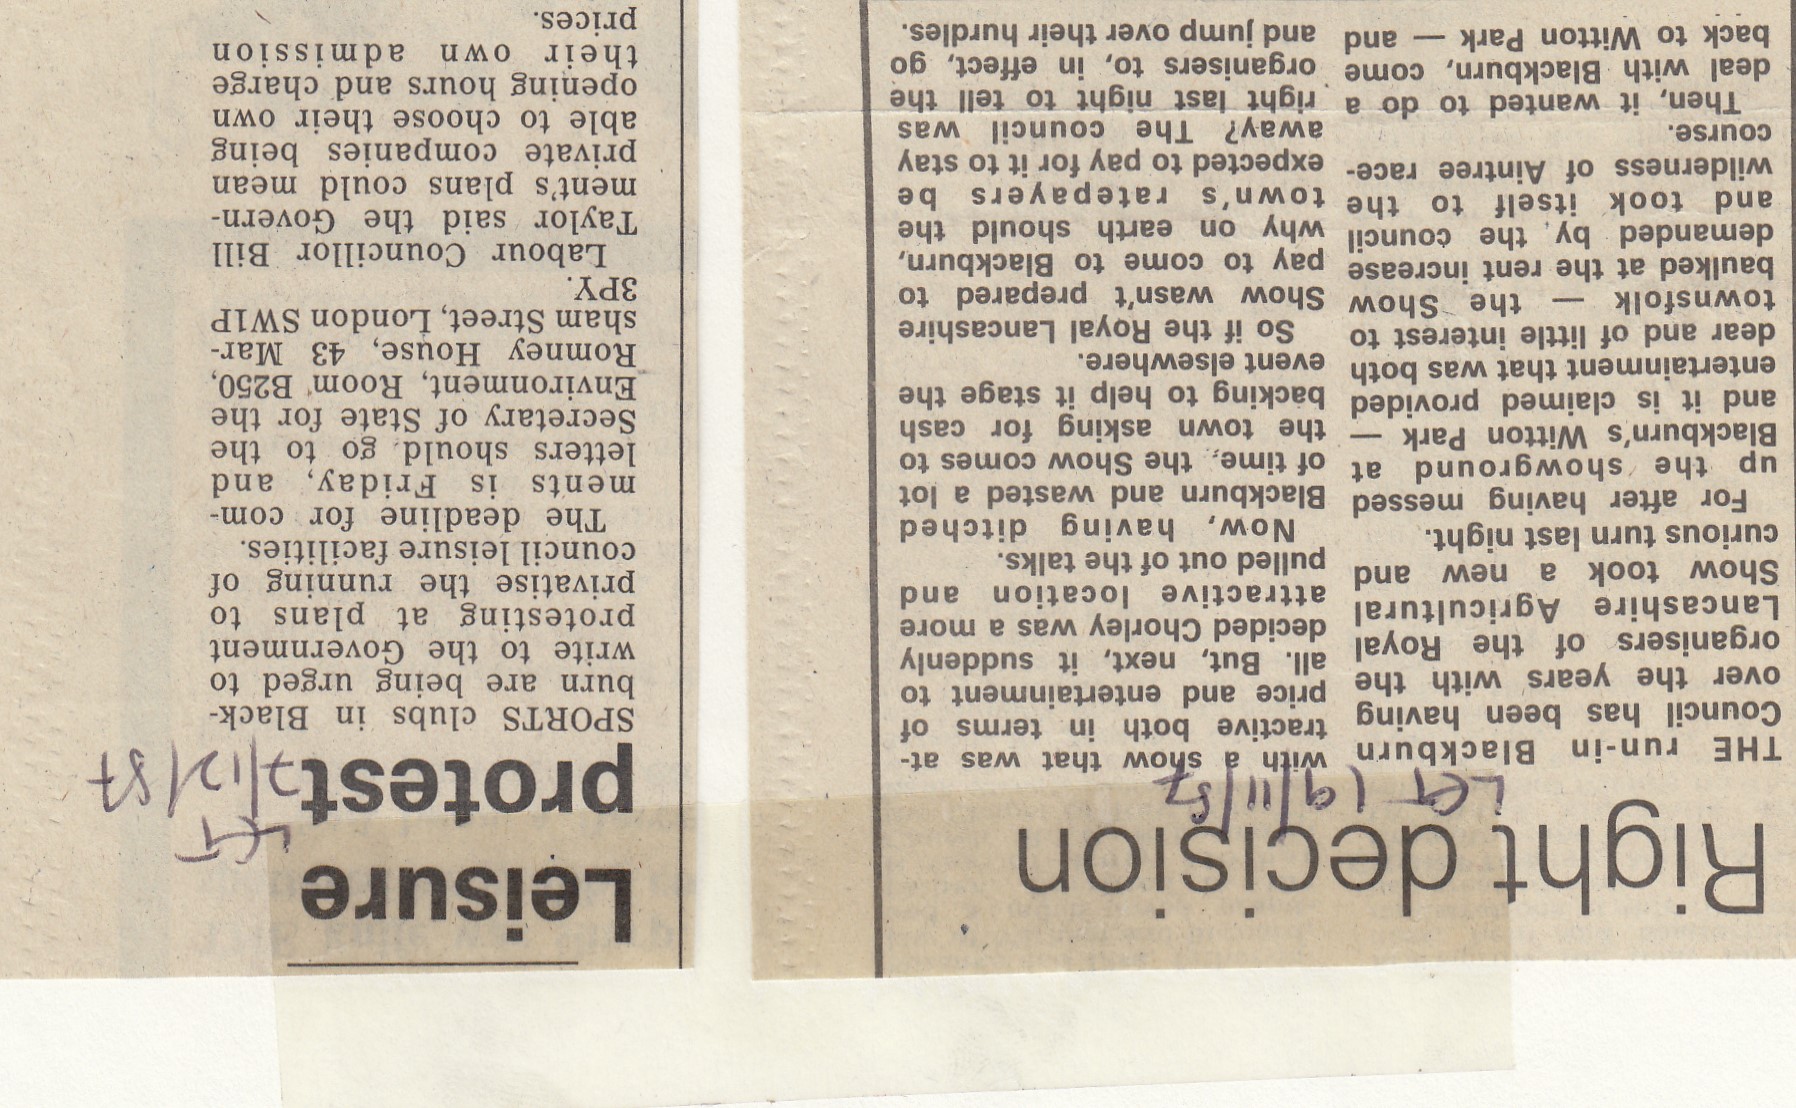 Right decision
LET 19/11/87
THE run-in Blackburn
Council has been having
over the years with the
organisers of the Royal
Lancashire Agricultural
Show took a new and
curious turn last night.
For after having messed
up the showground at
Blackburn's Witton Park —
and it is claimed provided
entertainment that was both
dear and of little interest to
townsfolk — the Show
baulked at the rent increase
demanded by the council
and took itself to the
wilderness of Aintree race-
course.
Then, it wanted to do a
deal with Blackburn, come
back to Witton Park — and
with a show that was at-
tractive both in terms of
price and entertainment to
all. But, next, it suddenly
decided Chorley was a more
attractive location and
pulled out of the talks.
Now, having ditched
Blackburn and wasted a lot
of time, the Show comes to
the town asking for cash
backing to help it stage the
event elsewhere.
So if the Royal Lancashire
Show wasn't prepared to
pay to come to Blackburn,
why on earth should the
town's ratepayers be
expected to pay for it to stay
away? The council was
right last night to tell the
organisers to, in effect, go
and jump over their hurdles.
Leisure
protest
LET
7/12/87
SPORTS clubs in Black-
burn are being urged to
write to the Government
protesting at plans to
privatise the running of
council leisure facilities.
The deadline for com-
ments is Friday, and
letters should go to the
Secretary of State for the
Environment, Room B250,
Romney House, 43 Mar-
sham Street, London SW1P
3PY.
Labour Councillor Bill
Taylor said the Govern-
ment's plans could mean
private companies being
able to choose their own
opening hours and charge
their own admission
prices.